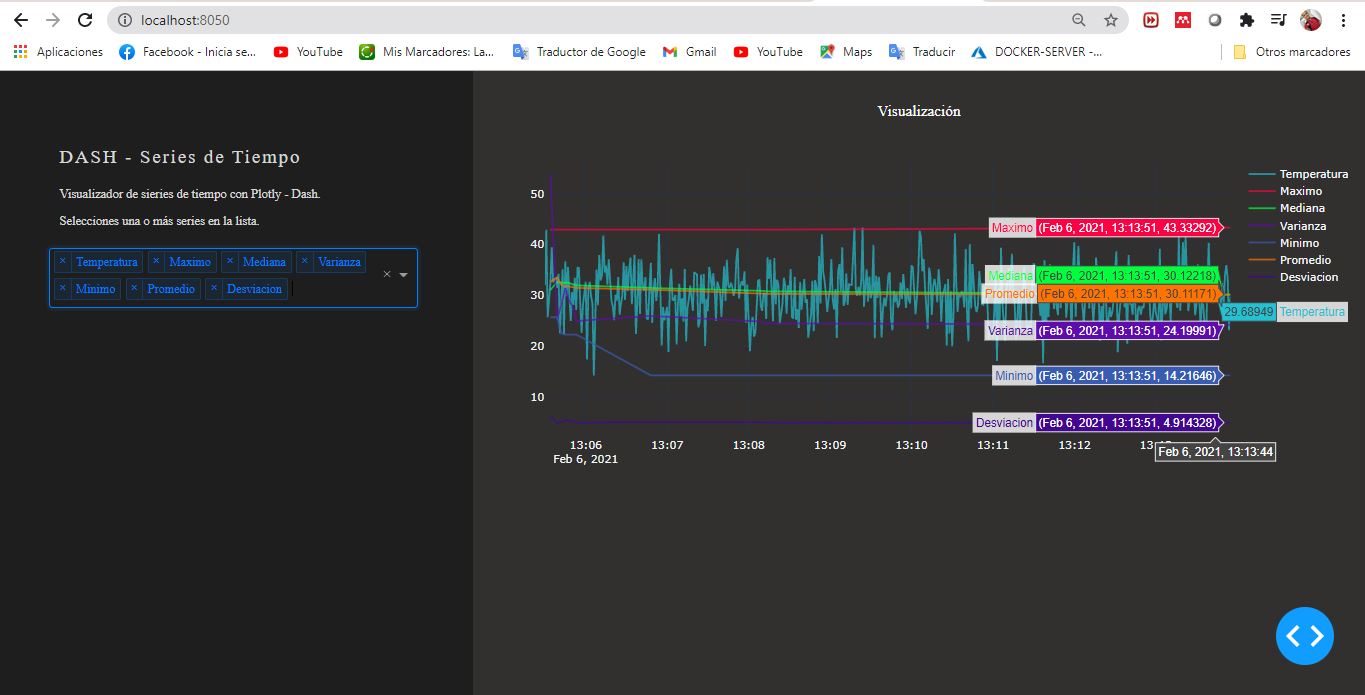 localhost:8050
Aplicaciones
Facebook - Inicia se...
YouTube
Mis Marcadores: La...
Traductor de Google
Gmail
YouTube
Maps
Traducir
DOCKER-SERVER -...
Otros marcadores
DASH - Series de Tiempo
Visualizador de sieries de tiempo con Plotly - Dash.
Selecciones una o más series en la lista.
× Temperatura × Maximo × Mediana × Varianza
× Minimo × Promedio × Desviacion
Visualización
50
40
30
20
10
13:06
Feb 6, 2021
13:07
13:08
13:09
13:10
13:11
13:12
Maximo (Feb 6, 2021, 13:13:51, 43.33292)
Mediana (Feb 6, 2021, 13:13:51, 30.12218)
Promedio (Feb 6, 2021, 13:13:51, 30.11171)
29.68949 Temperatura
Varianza (Feb 6, 2021, 13:13:51, 24.19991)
Minimo (Feb 6, 2021, 13:13:51, 14.21646)
Desviacion (Feb 6, 2021, 13:13:51, 4.914328)
Feb 6, 2021, 13:13:44
Temperatura
Maximo
Mediana
Varianza
Minimo
Promedio
Desviacion